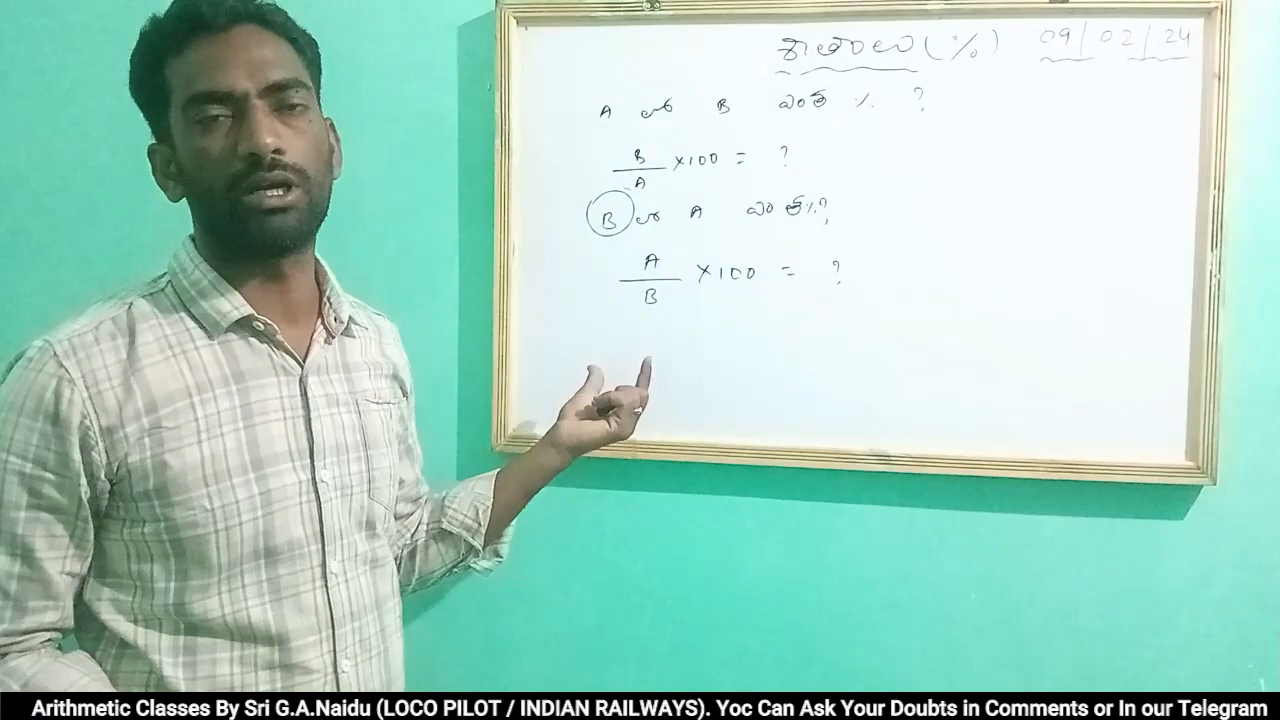 శాతాలు (%) 09/02/24
A లో B ఎంత % ?
B/A ×100 = ?
B లో A ఎంత %?
A/B ×100 = ?
Arithmetic Classes By Sri G.A.Naidu (LOCO PILOT / INDIAN RAILWAYS). Yoc Can Ask Your Doubts in Comments or In our Telegram